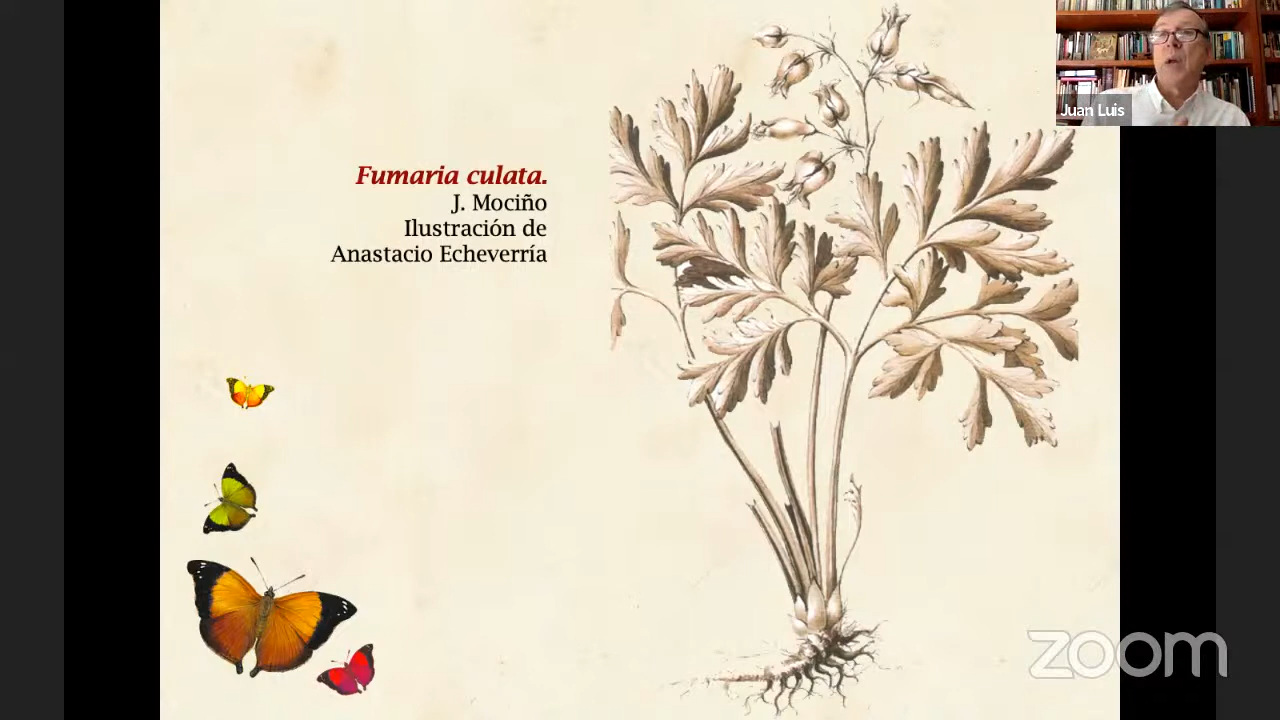 Juan Luis
Fumaria culata.
J. Mociño
Ilustración de
Anastacio Echeverría
zoom